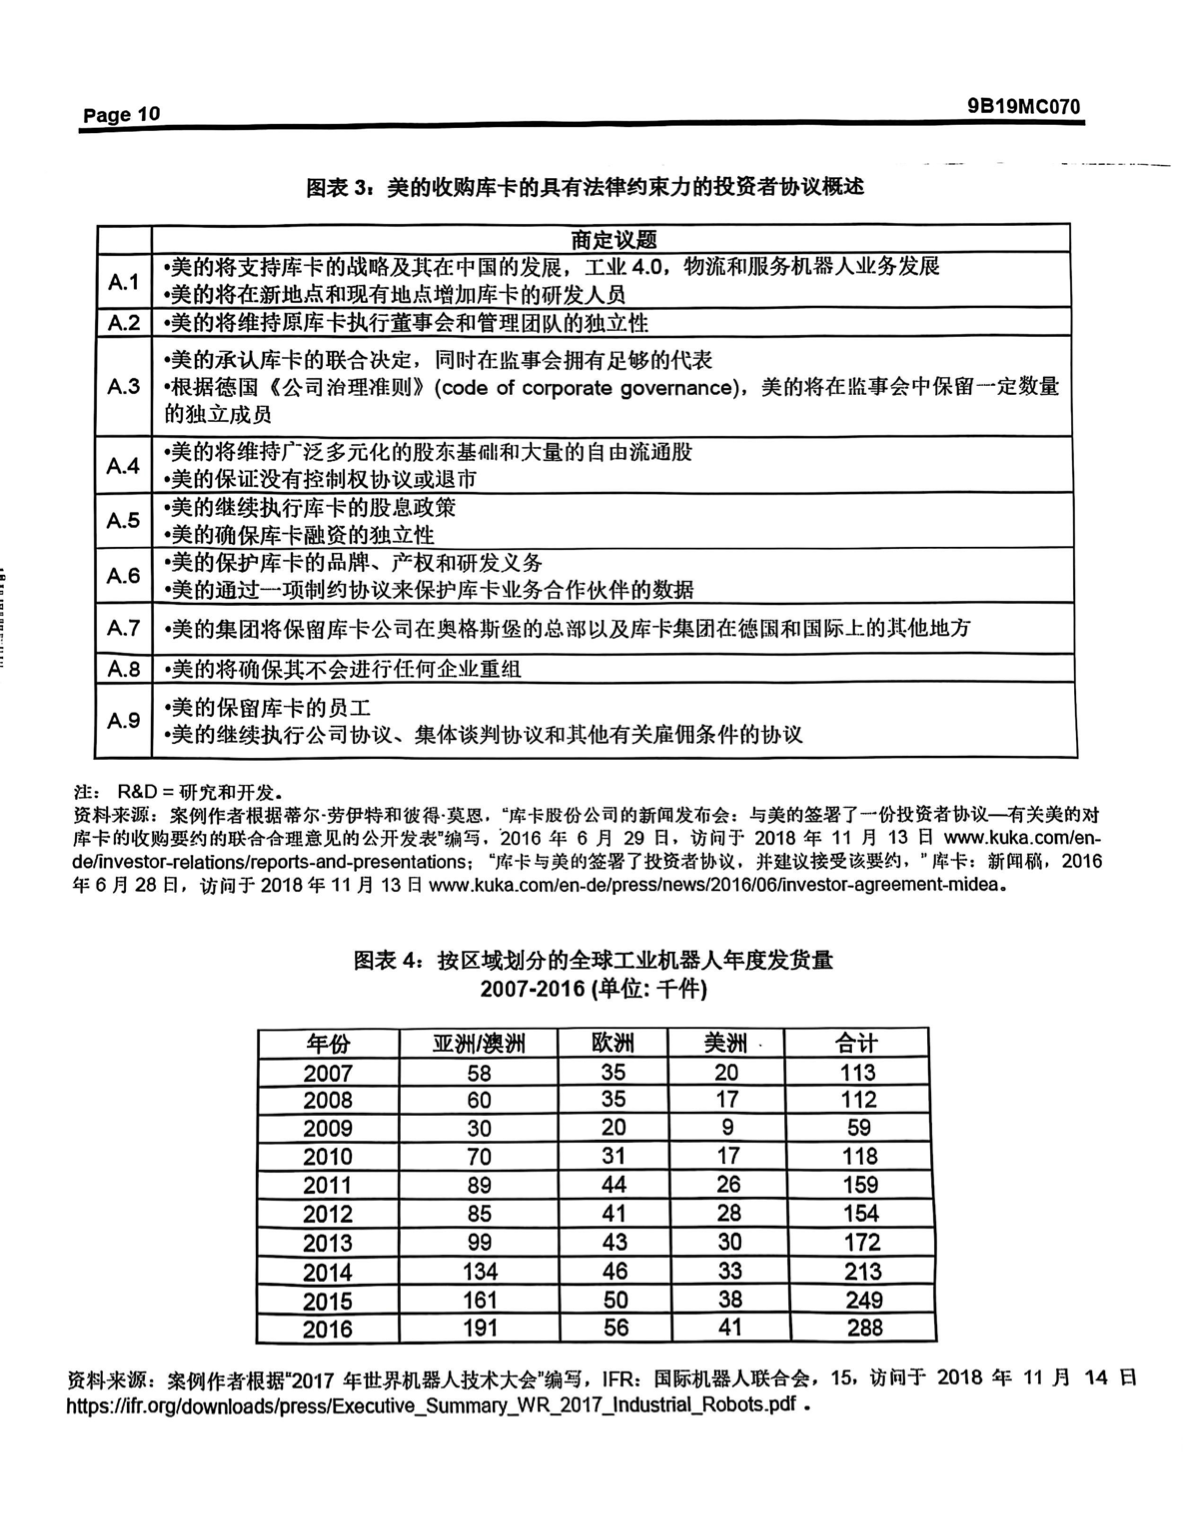 Page 10
9B19MC070
图表 3：美的收购库卡的具有法律约束力的投资者协议概述
商定议题
A.1
•美的将支持库卡的战略及其在中国的发展，工业 4.0，物流和服务机器人业务发展
•美的将在新地点和现有地点增加库卡的研发人员
A.2 •美的将维持原库卡执行董事会和管理团队的独立性
A.3
•美的承认库卡的联合决定，同时在监事会拥有足够的代表
•根据德国《公司治理准则》(code of corporate governance)，美的将在监事会中保留一定数量
的独立成员
A.4
•美的将维持广泛多元化的股东基础和大量的自由流通股
•美的保证没有控制权协议或退市
A.5
•美的继续执行库卡的股息政策
•美的确保库卡融资的独立性
A.6
•美的保护库卡的品牌、产权和研发义务
•美的通过一项制约协议来保护库卡业务合作伙伴的数据
A.7 •美的集团将保留库卡公司在奥格斯堡的总部以及库卡集团在德国和国际上的其他地方
A.8 •美的将确保其不会进行任何企业重组
A.9
•美的保留库卡的员工
•美的继续执行公司协议、集体谈判协议和其他有关雇佣条件的协议
注： R&D = 研究和开发。
资料来源：案例作者根据蒂尔·劳伊特和彼得·莫恩，“库卡股份公司的新闻发布会：与美的签署了一份投资者协议—有关美的对
库卡的收购要约的联合合理意见的公开发表”编写，2016 年 6 月 29 日，访问于 2018 年 11 月 13 日 www.kuka.com/en-
de/investor-relations/reports-and-presentations；“库卡与美的签署了投资者协议，并建议接受该要约，” 库卡：新闻稿，2016
年 6 月 28 日，访问于 2018 年 11 月 13 日 www.kuka.com/en-de/press/news/2016/06/investor-agreement-midea。
图表 4：按区域划分的全球工业机器人年度发货量
2007-2016 (单位: 千件)
年份 亚洲/澳洲 欧洲 美洲 合计
2007 58 35 20 113
2008 60 35 17 112
2009 30 20 9 59
2010 70 31 17 118
2011 89 44 26 159
2012 85 41 28 154
2013 99 43 30 172
2014 134 46 33 213
2015 161 50 38 249
2016 191 56 41 288
资料来源：案例作者根据“2017 年世界机器人技术大会”编写，IFR：国际机器人联合会，15，访问于 2018 年 11 月 14 日
https://ifr.org/downloads/press/Executive_Summary_WR_2017_Industrial_Robots.pdf 。